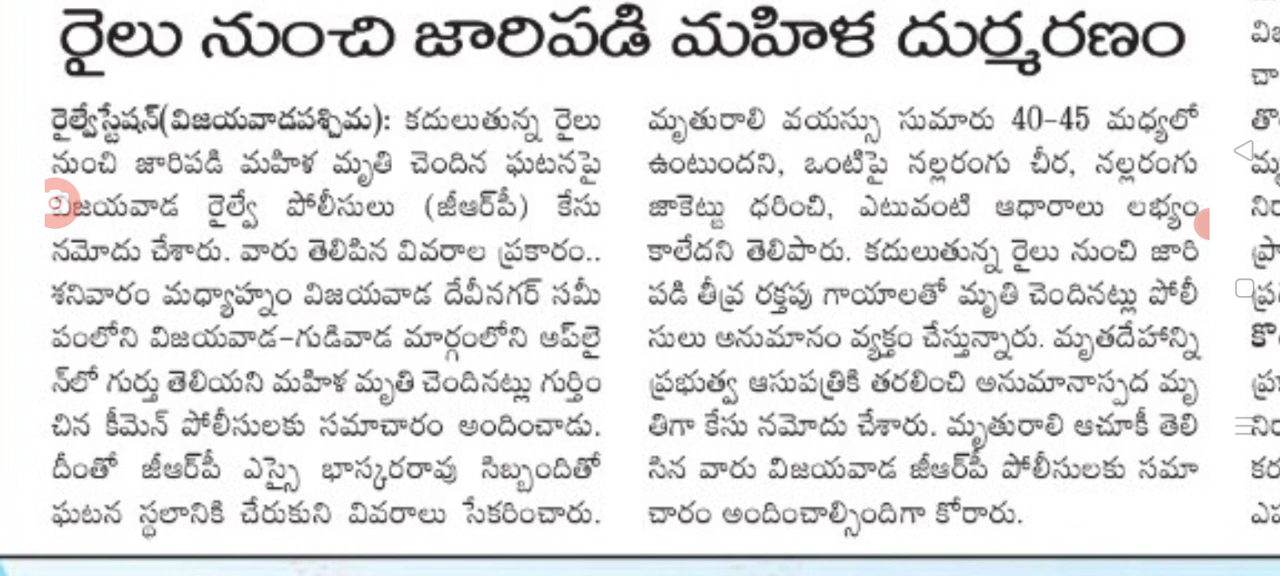 రైలు నుంచి జారిపడి మహిళ దుర్మరణం
రైల్వేస్టేషన్(విజయవాడపశ్చిమ): కదులుతున్న రైలు
నుంచి జారిపడి మహిళ మృతి చెందిన ఘటనపై
విజయవాడ రైల్వే పోలీసులు (జీఆర్‌పీ) కేసు
నమోదు చేశారు. వారు తెలిపిన వివరాల ప్రకారం..
శనివారం మధ్యాహ్నం విజయవాడ దేవీనగర్ సమీ
పంలోని విజయవాడ-గుడివాడ మార్గంలోని అప్‌లై
న్‌లో గుర్తు తెలియని మహిళ మృతి చెందినట్లు గుర్తిం
చిన కీమెన్ పోలీసులకు సమాచారం అందించాడు.
దీంతో జీఆర్‌పీ ఎస్సై భాస్కరరావు సిబ్బందితో
ఘటన స్థలానికి చేరుకుని వివరాలు సేకరించారు.
మృతురాలి వయస్సు సుమారు 40-45 మధ్యలో
ఉంటుందని, ఒంటిపై నల్లరంగు చీర, నల్లరంగు
జాకెట్టు ధరించి, ఎటువంటి ఆధారాలు లభ్యం
కాలేదని తెలిపారు. కదులుతున్న రైలు నుంచి జారి
పడి తీవ్ర రక్తపు గాయాలతో మృతి చెందినట్లు పోలీ
సులు అనుమానం వ్యక్తం చేస్తున్నారు. మృతదేహాన్ని
ప్రభుత్వ ఆసుపత్రికి తరలించి అనుమానాస్పద మృ
తిగా కేసు నమోదు చేశారు. మృతురాలి ఆచూకీ తెలి
సిన వారు విజయవాడ జీఆర్‌పీ పోలీసులకు సమా
చారం అందించాల్సిందిగా కోరారు.